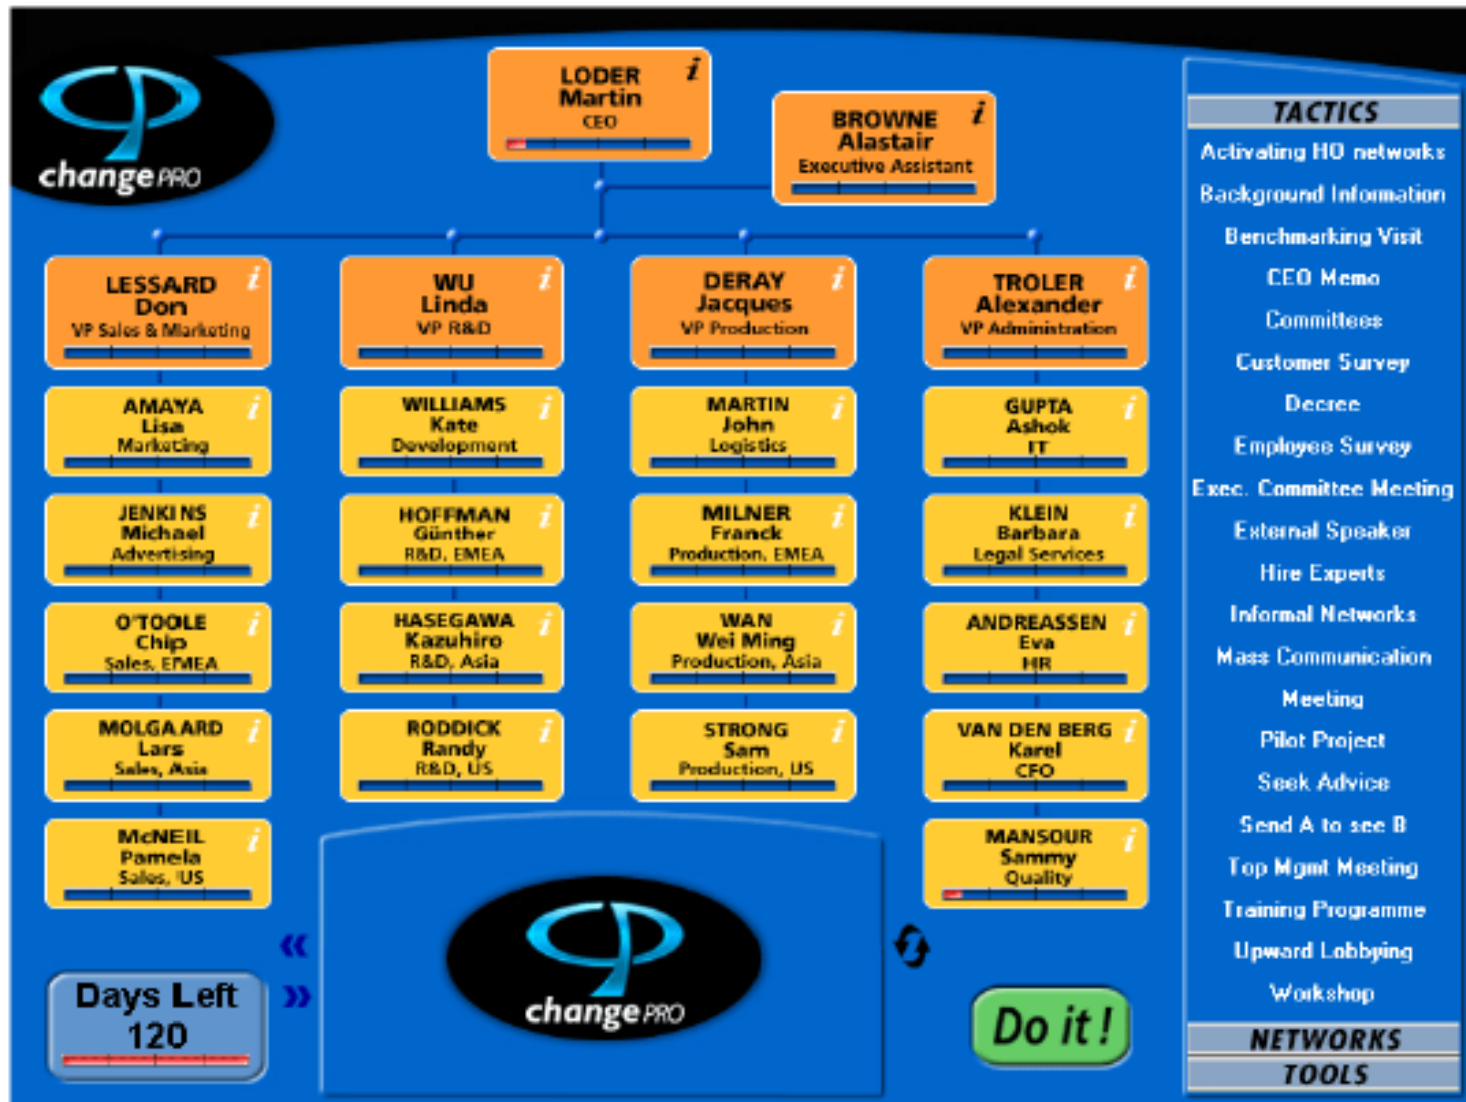 change PRO
LODER
Martin
CEO
i
BROWNE
Alastair
Executive Assistant
i
LESSARD
Don
VP Sales & Marketing
i
WU
Linda
VP R&D
i
DERAY
Jacques
VP Production
i
TROLER
Alexander
VP Administration
i
AMAYA
Lisa
Marketing
i
WILLIAMS
Kate
Development
i
MARTIN
John
Logistics
i
GUPTA
Ashok
IT
i
JENKINS
Michael
Advertising
i
HOFFMAN
Günther
R&D, EMEA
i
MILNER
Franck
Production, EMEA
i
KLEIN
Barbara
Legal Services
i
O'TOOLE
Chip
Sales, EMEA
i
HASEGAWA
Kazuhiro
R&D, Asia
i
WAN
Wei Ming
Production, Asia
i
ANDREASSEN
Eva
HR
i
MOLGAARD
Lars
Sales, Asia
i
RODDICK
Randy
R&D, US
i
STRONG
Sam
Production, US
i
VAN DEN BERG
Karel
CFO
i
McNEIL
Pamela
Sales, US
i
MANSOUR
Sammy
Quality
i
«
»
Days Left
120
change PRO
Do it!
TACTICS
Activating HO networks
Background Information
Benchmarking Visit
CEO Memo
Committees
Customer Survey
Decree
Employee Survey
Exec. Committee Meeting
External Speaker
Hire Experts
Informal Networks
Mass Communication
Meeting
Pilot Project
Seek Advice
Send A to see B
Top Mgmt Meeting
Training Programme
Upward Lobbying
Workshop
NETWORKS
TOOLS